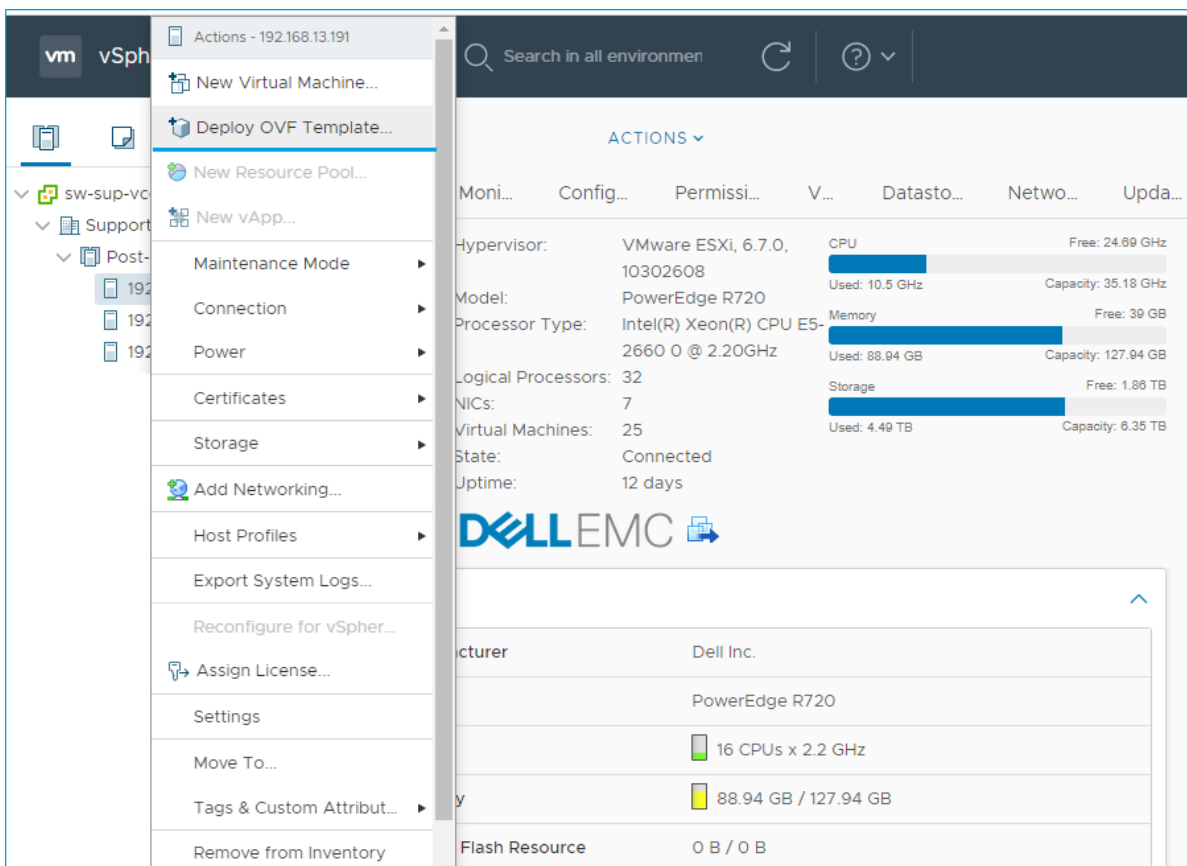 vm vSph
Search in all environmen
Actions - 192.168.13.191
New Virtual Machine...
Deploy OVF Template...
New Resource Pool...
New vApp...
Maintenance Mode
Connection
Power
Certificates
Storage
Add Networking...
Host Profiles
Export System Logs...
Reconfigure for vSpher...
Assign License...
Settings
Move To...
Tags & Custom Attribut...
Remove from Inventory
sw-sup-vc
Support
Post-
192
192
192
ACTIONS
Moni... Config... Permissi... V... Datasto... Netwo... Upda...
Hypervisor: VMware ESXi, 6.7.0,
10302608
Model: PowerEdge R720
Processor Type: Intel(R) Xeon(R) CPU E5-
2660 0 @ 2.20GHz
Logical Processors: 32
NICs: 7
Virtual Machines: 25
State: Connected
Uptime: 12 days
CPU Free: 24.69 GHz
Used: 10.5 GHz Capacity: 35.18 GHz
Memory Free: 39 GB
Used: 88.94 GB Capacity: 127.94 GB
Storage Free: 1.86 TB
Used: 4.49 TB Capacity: 6.35 TB
DELL EMC
cturer Dell Inc.
PowerEdge R720
16 CPUs x 2.2 GHz
y 88.94 GB / 127.94 GB
Flash Resource 0 B / 0 B